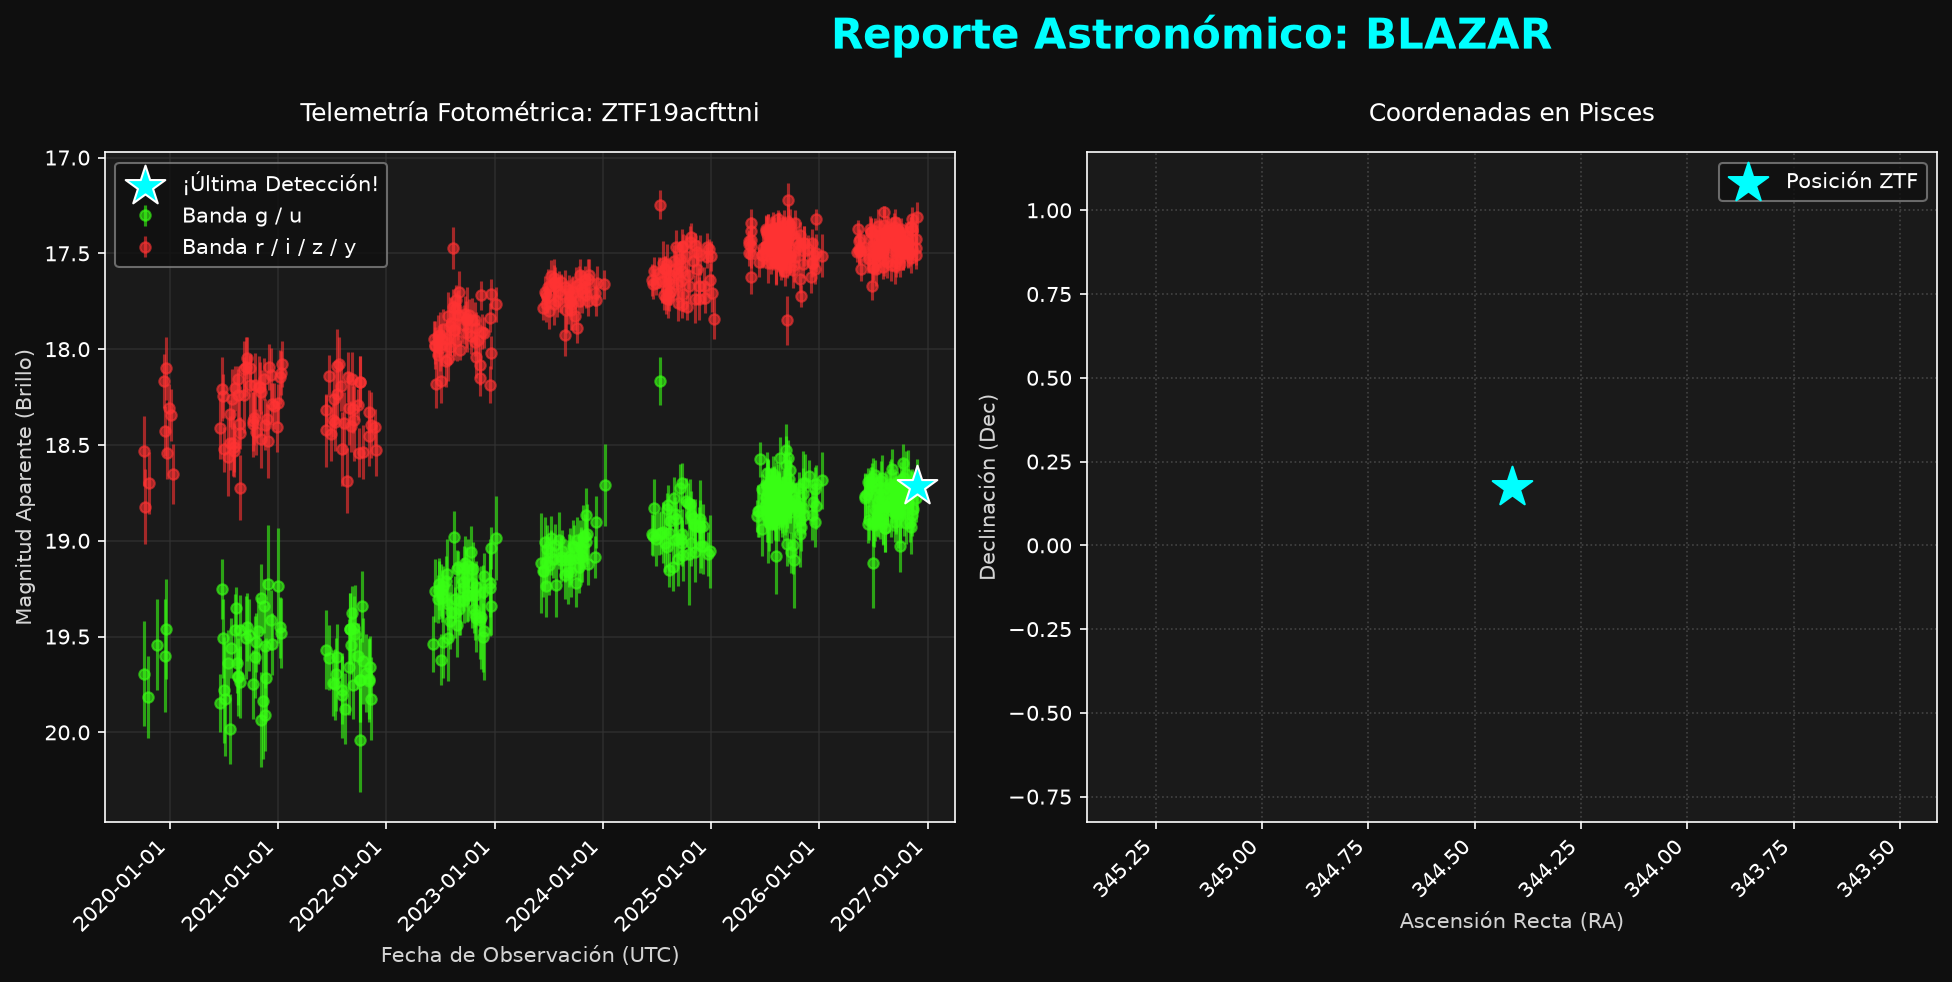 Reporte Astronómico: BLAZAR
Telemetría Fotométrica: ZTF19acfttni
¡Última Detección!
Banda g / u
Banda r / i / z / y
Magnitud Aparente (Brillo)
17.0
17.5
18.0
18.5
19.0
19.5
20.0
2020-01-01
2021-01-01
2022-01-01
2023-01-01
2024-01-01
2025-01-01
2026-01-01
2027-01-01
Fecha de Observación (UTC)
Coordenadas en Pisces
Posición ZTF
Declinación (Dec)
1.00
0.75
0.50
0.25
0.00
−0.25
−0.50
−0.75
345.25
345.00
344.75
344.50
344.25
344.00
343.75
343.50
Ascensión Recta (RA)